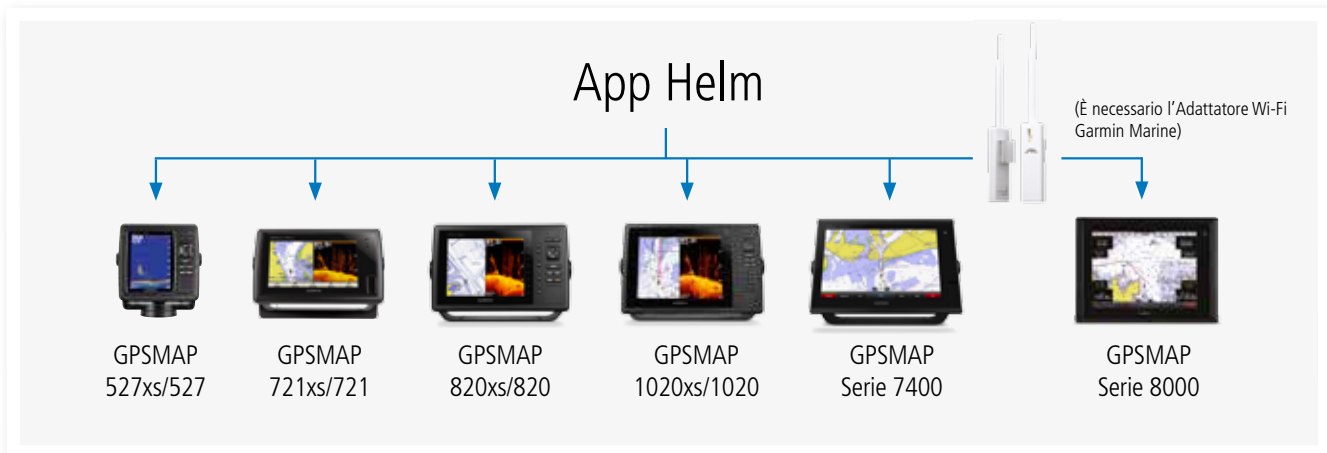 App Helm
(È necessario l'Adattatore Wi-Fi
Garmin Marine)
GPSMAP
527xs/527
GPSMAP
721xs/721
GPSMAP
820xs/820
GPSMAP
1020xs/1020
GPSMAP
Serie 7400
GPSMAP
Serie 8000